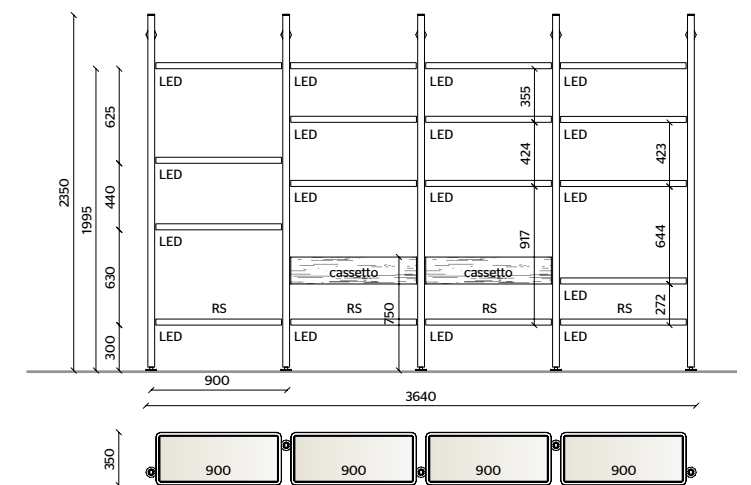 LED LED LED LED
355
625
LED LED LED LED
424 423
2350
LED
440
1995
LED LED LED
917 644
LED
630
cassetto cassetto
LED
RS RS 750 RS RS 272
LED LED LED LED
300
900
3640
350
900 900 900 900